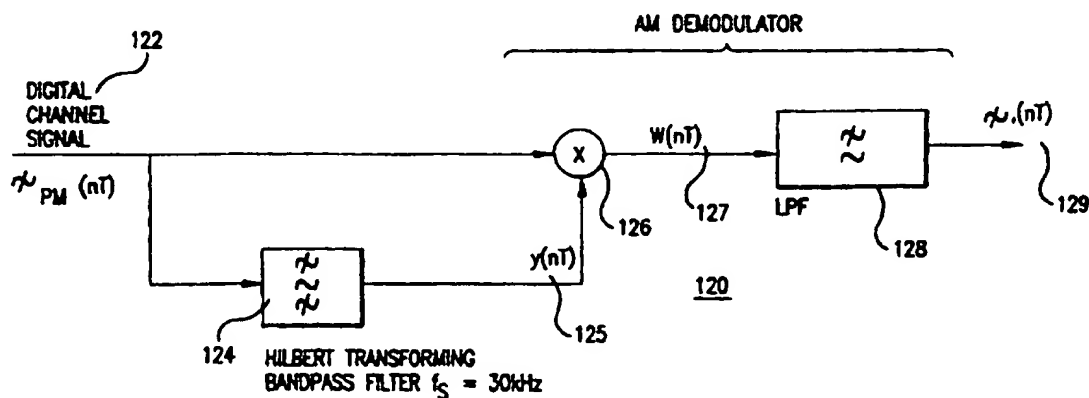 AM DEMODULATOR
122
DIGITAL
CHANNEL
SIGNAL
PM (nT)
X
126
W(nT)
127
LPF
128
(nT)
129
y(nT)
125
120
124
HILBERT TRANSFORMING
BANDPASS FILTER fS = 30kHz